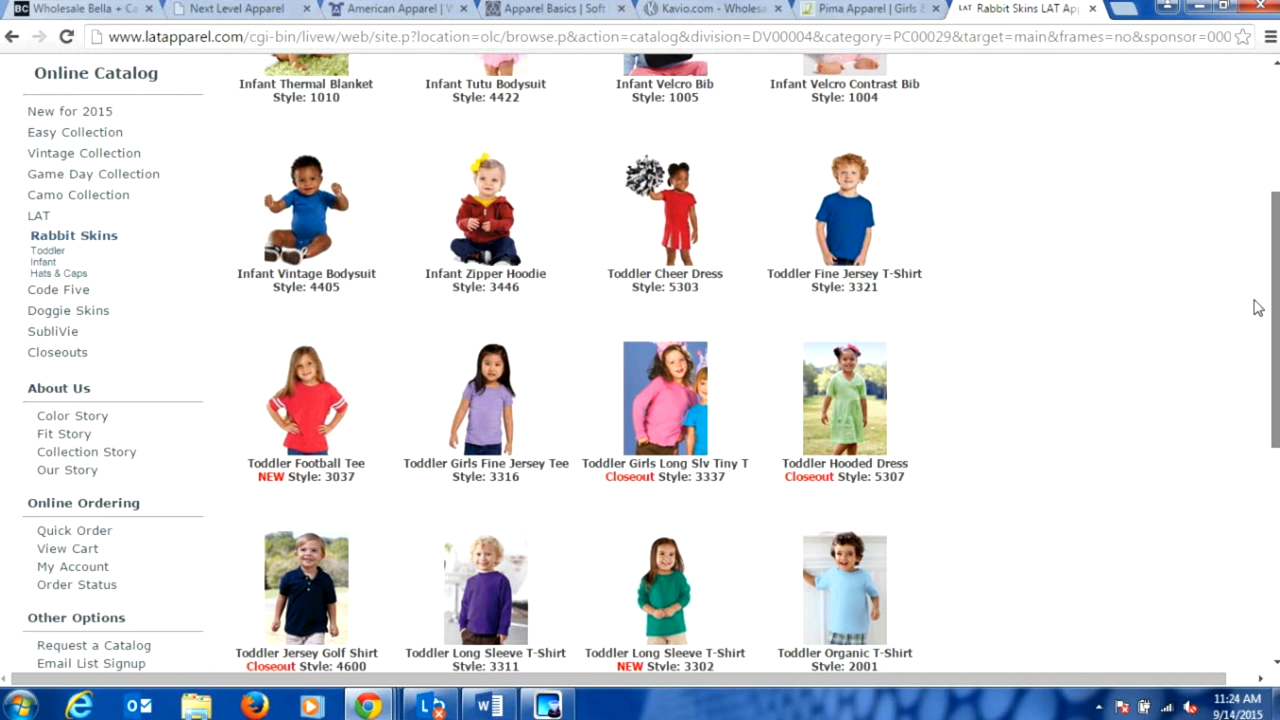 Wholesale Bella + Ca
Next Level Apparel
American Apparel | W
Apparel Basics | Soft
Kavio.com - Wholesa
Pima Apparel | Girls &
LAT Rabbit Skins LAT Ap
www.latapparel.com/cgi-bin/livew/web/site.p?location=olc/browse.p&action=catalog&division=DV00004&category=PC00029&target=main&frames=no&sponsor=000
Online Catalog
New for 2015
Easy Collection
Vintage Collection
Game Day Collection
Camo Collection
LAT
Rabbit Skins
Toddler
Infant
Hats & Caps
Code Five
Doggie Skins
SubliVie
Closeouts
About Us
Color Story
Fit Story
Collection Story
Our Story
Online Ordering
Quick Order
View Cart
My Account
Order Status
Other Options
Request a Catalog
Email List Signup
Infant Thermal Blanket
Style: 1010
Infant Tutu Bodysuit
Style: 4422
Infant Velcro Bib
Style: 1005
Infant Velcro Contrast Bib
Style: 1004
Infant Vintage Bodysuit
Style: 4405
Infant Zipper Hoodie
Style: 3446
Toddler Cheer Dress
Style: 5303
Toddler Fine Jersey T-Shirt
Style: 3321
Toddler Football Tee
NEW Style: 3037
Toddler Girls Fine Jersey Tee
Style: 3316
Toddler Girls Long Slv Tiny T
Closeout Style: 3337
Toddler Hooded Dress
Closeout Style: 5307
Toddler Jersey Golf Shirt
Closeout Style: 4600
Toddler Long Sleeve T-Shirt
Style: 3311
Toddler Long Sleeve T-Shirt
NEW Style: 3302
Toddler Organic T-Shirt
Style: 2001
11:24 AM
9/14/2015